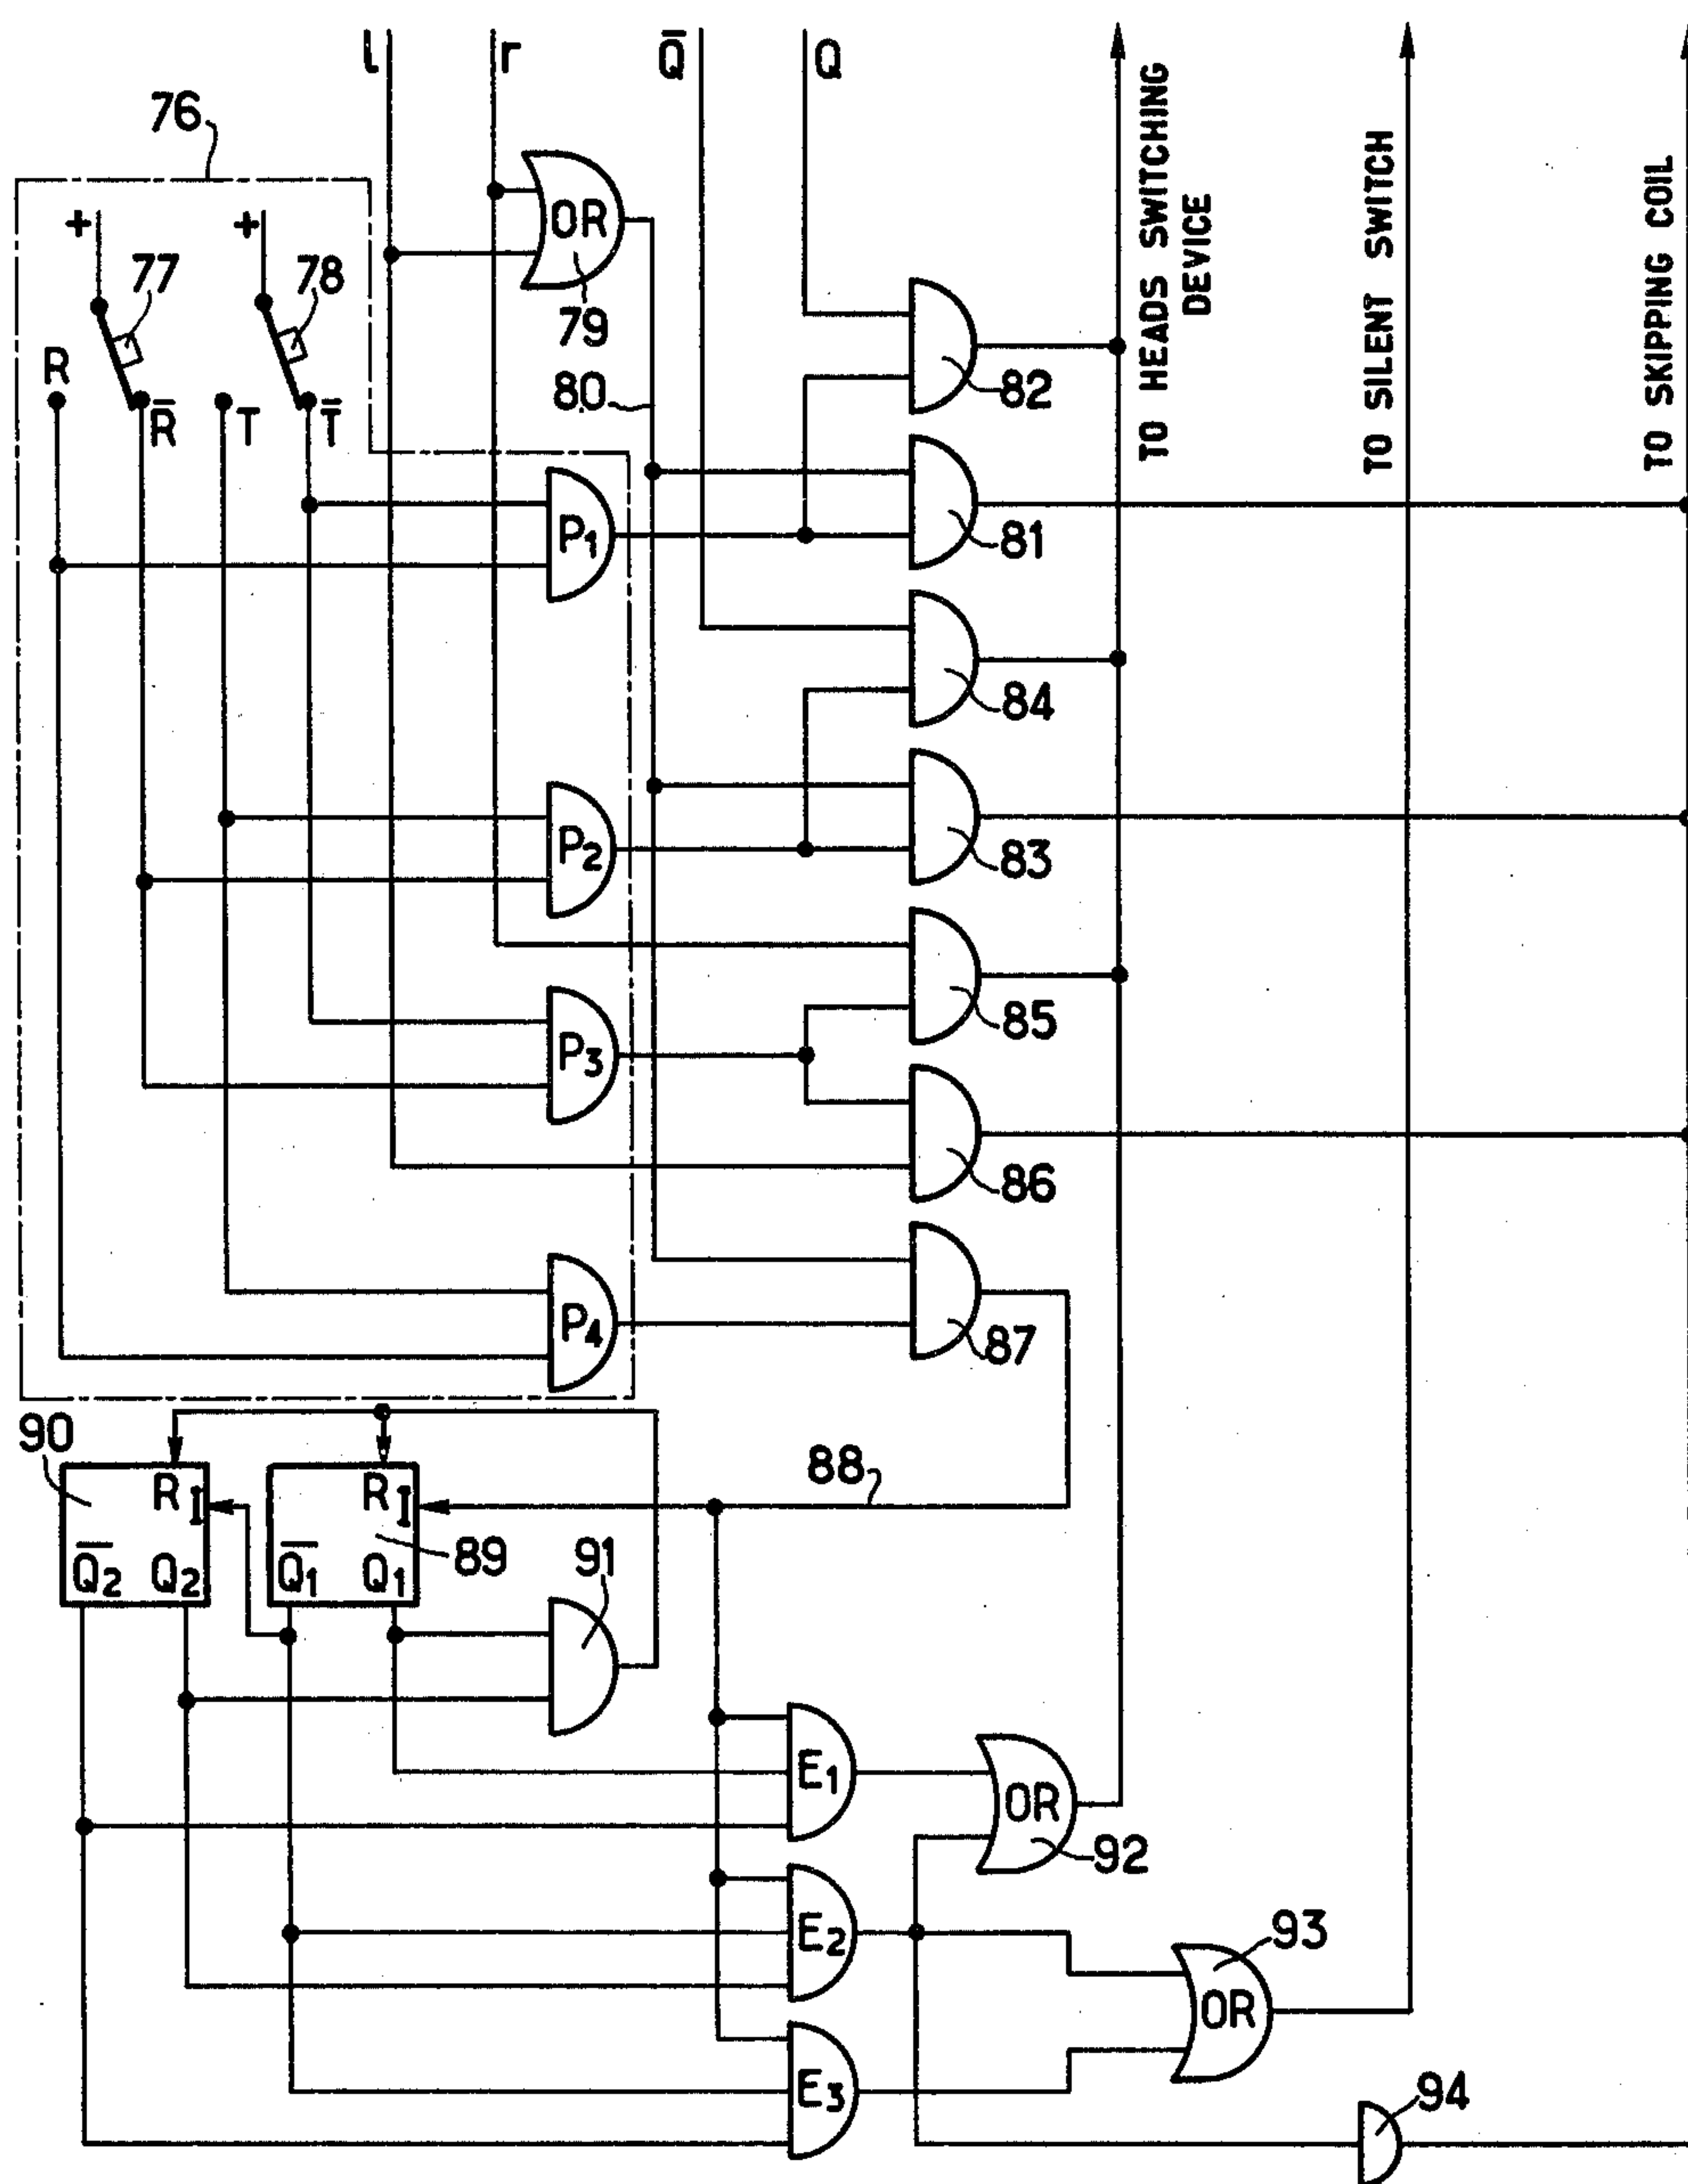 l r Q̄ Q
76
+ +
77 78
OR
79
TO HEADS SWITCHING
DEVICE
TO SILENT SWITCH
TO SKIPPING COIL
R R̄ T T̄
80
82
P1
81
84
P2
83
85
P3
86
P4
87
90
88
R I
R I
89
Q̄2 Q2
Q̄1 Q1
91
E1
OR
92
E2
93
OR
E3
94